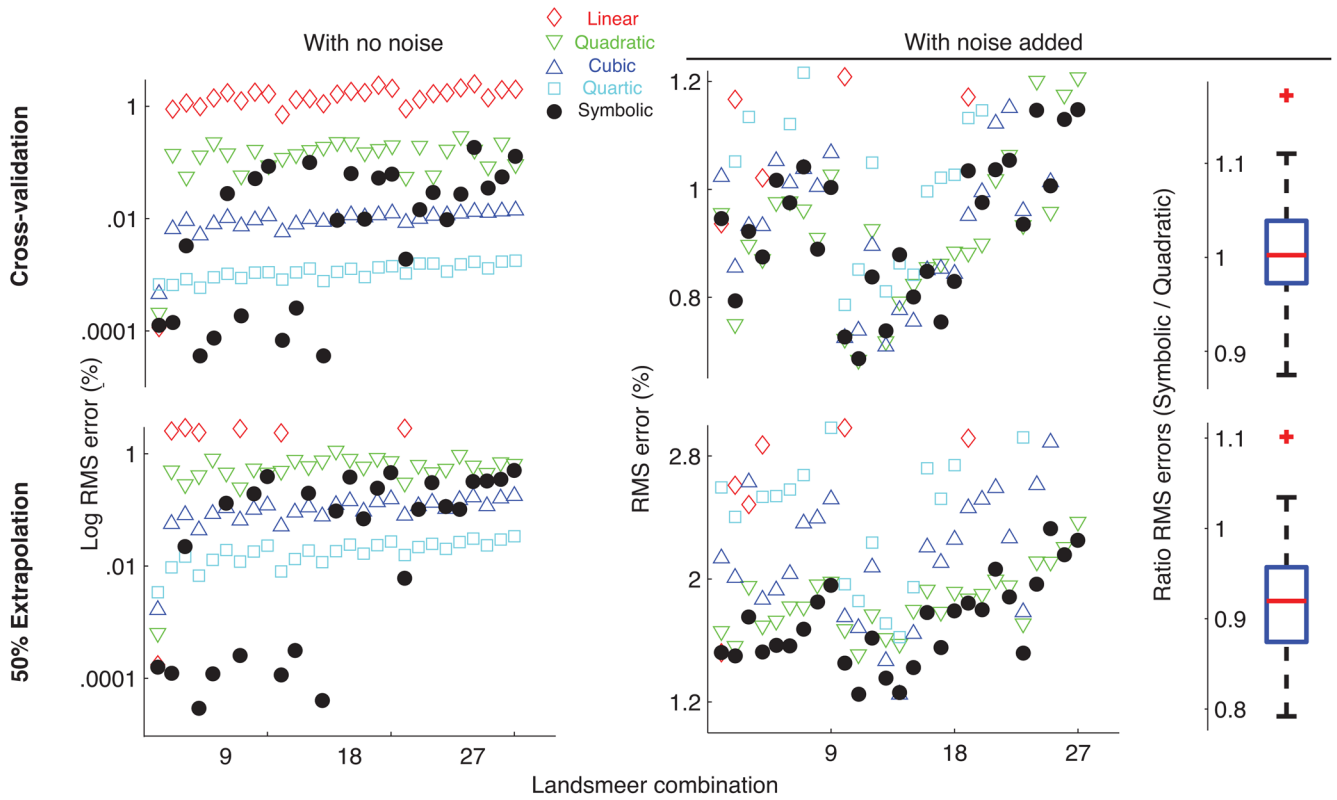 With no noise
Linear
Quadratic
Cubic
Quartic
Symbolic
With noise added
Cross-validation
50% Extrapolation
Log RMS error (%)
1
.01
.0001
1
.01
.0001
9
18
27
RMS error (%)
1.2
1
0.8
2.8
2
1.2
9
18
27
Landsmeer combination
Ratio RMS errors (Symbolic / Quadratic)
1.1
1
0.9
1.1
1
0.9
0.8